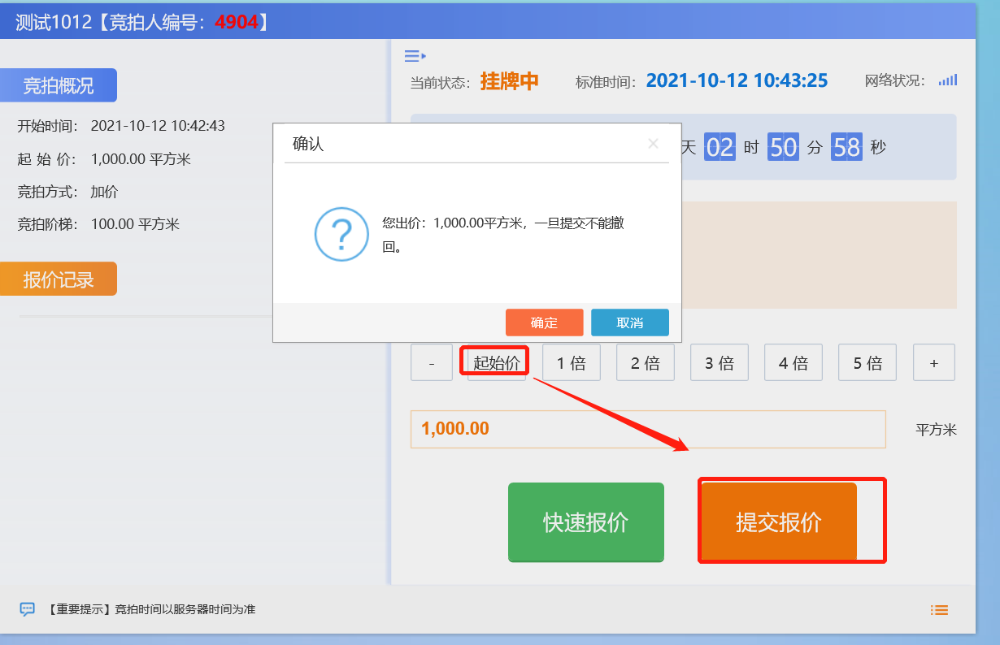 测试1012【竞拍人编号：4904】
竞拍概况
开始时间： 2021-10-12 10:42:43
起 始 价： 1,000.00 平方米
竞拍方式： 加价
竞拍阶梯： 100.00 平方米
报价记录
当前状态： 挂牌中 标准时间： 2021-10-12 10:43:25 网络状况：
天 02 时 50 分 58 秒
确认 ×
您出价：1,000.00平方米，一旦提交不能撤
回。
确定 取消
- 起始价 1 倍 2 倍 3 倍 4 倍 5 倍 +
1,000.00 平方米
快速报价 提交报价
【重要提示】竞拍时间以服务器时间为准